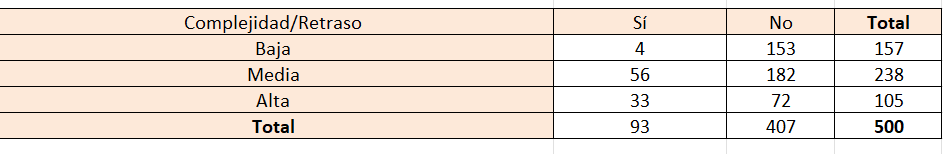 Complejidad/Retraso Sí No Total
Baja 4 153 157
Media 56 182 238
Alta 33 72 105
Total 93 407 500